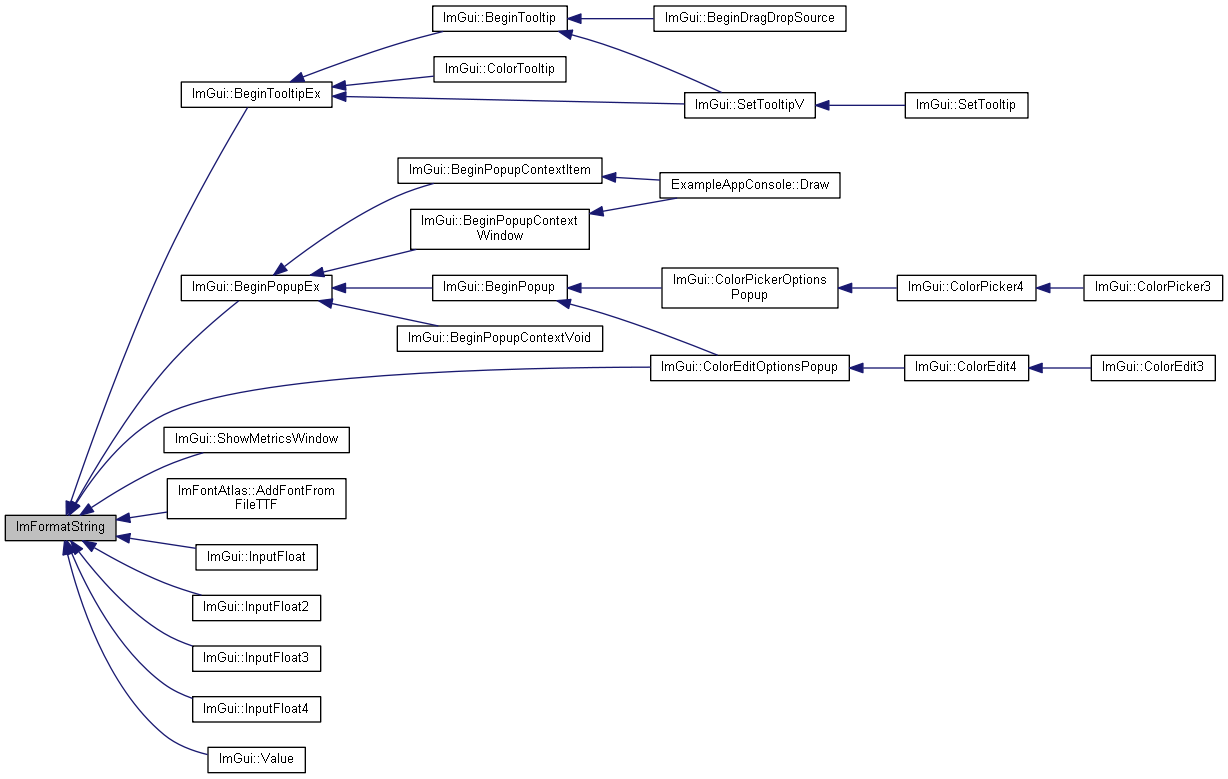 ImGui::BeginTooltip
ImGui::BeginDragDropSource
ImGui::ColorTooltip
ImGui::BeginTooltipEx
ImGui::SetTooltipV
ImGui::SetTooltip
ImGui::BeginPopupContextItem
ExampleAppConsole::Draw
ImGui::BeginPopupContext
Window
ImGui::BeginPopupEx
ImGui::BeginPopup
ImGui::ColorPickerOptions
Popup
ImGui::ColorPicker4
ImGui::ColorPicker3
ImGui::BeginPopupContextVoid
ImGui::ColorEditOptionsPopup
ImGui::ColorEdit4
ImGui::ColorEdit3
ImGui::ShowMetricsWindow
ImFontAtlas::AddFontFrom
FileTTF
ImFormatString
ImGui::InputFloat
ImGui::InputFloat2
ImGui::InputFloat3
ImGui::InputFloat4
ImGui::Value